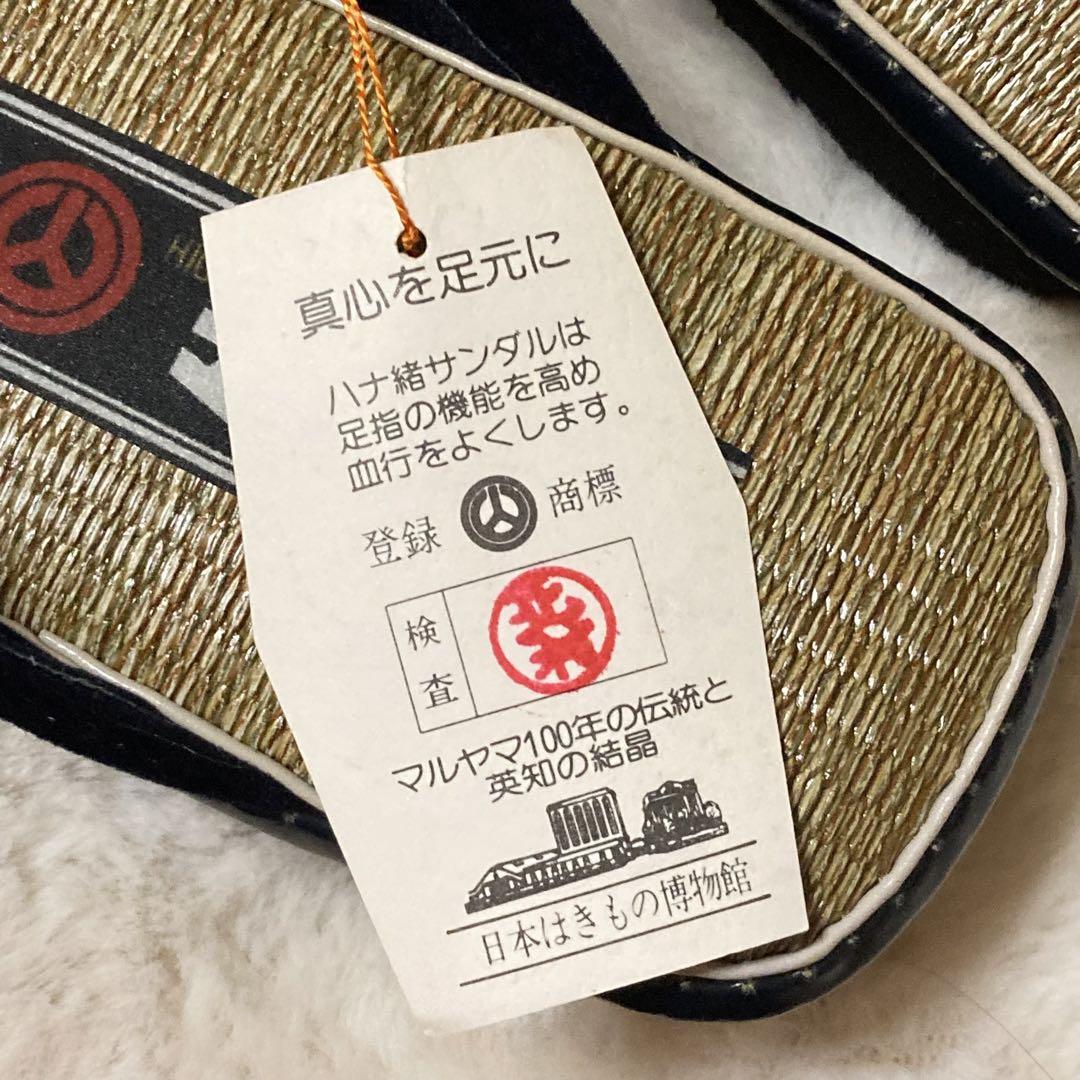 真心を足元に
ハナ緒サンダルは
足指の機能を高め
血行をよくします。
登録 商標
検査
マルヤマ100年の伝統と
英知の結晶
日本はきもの博物館